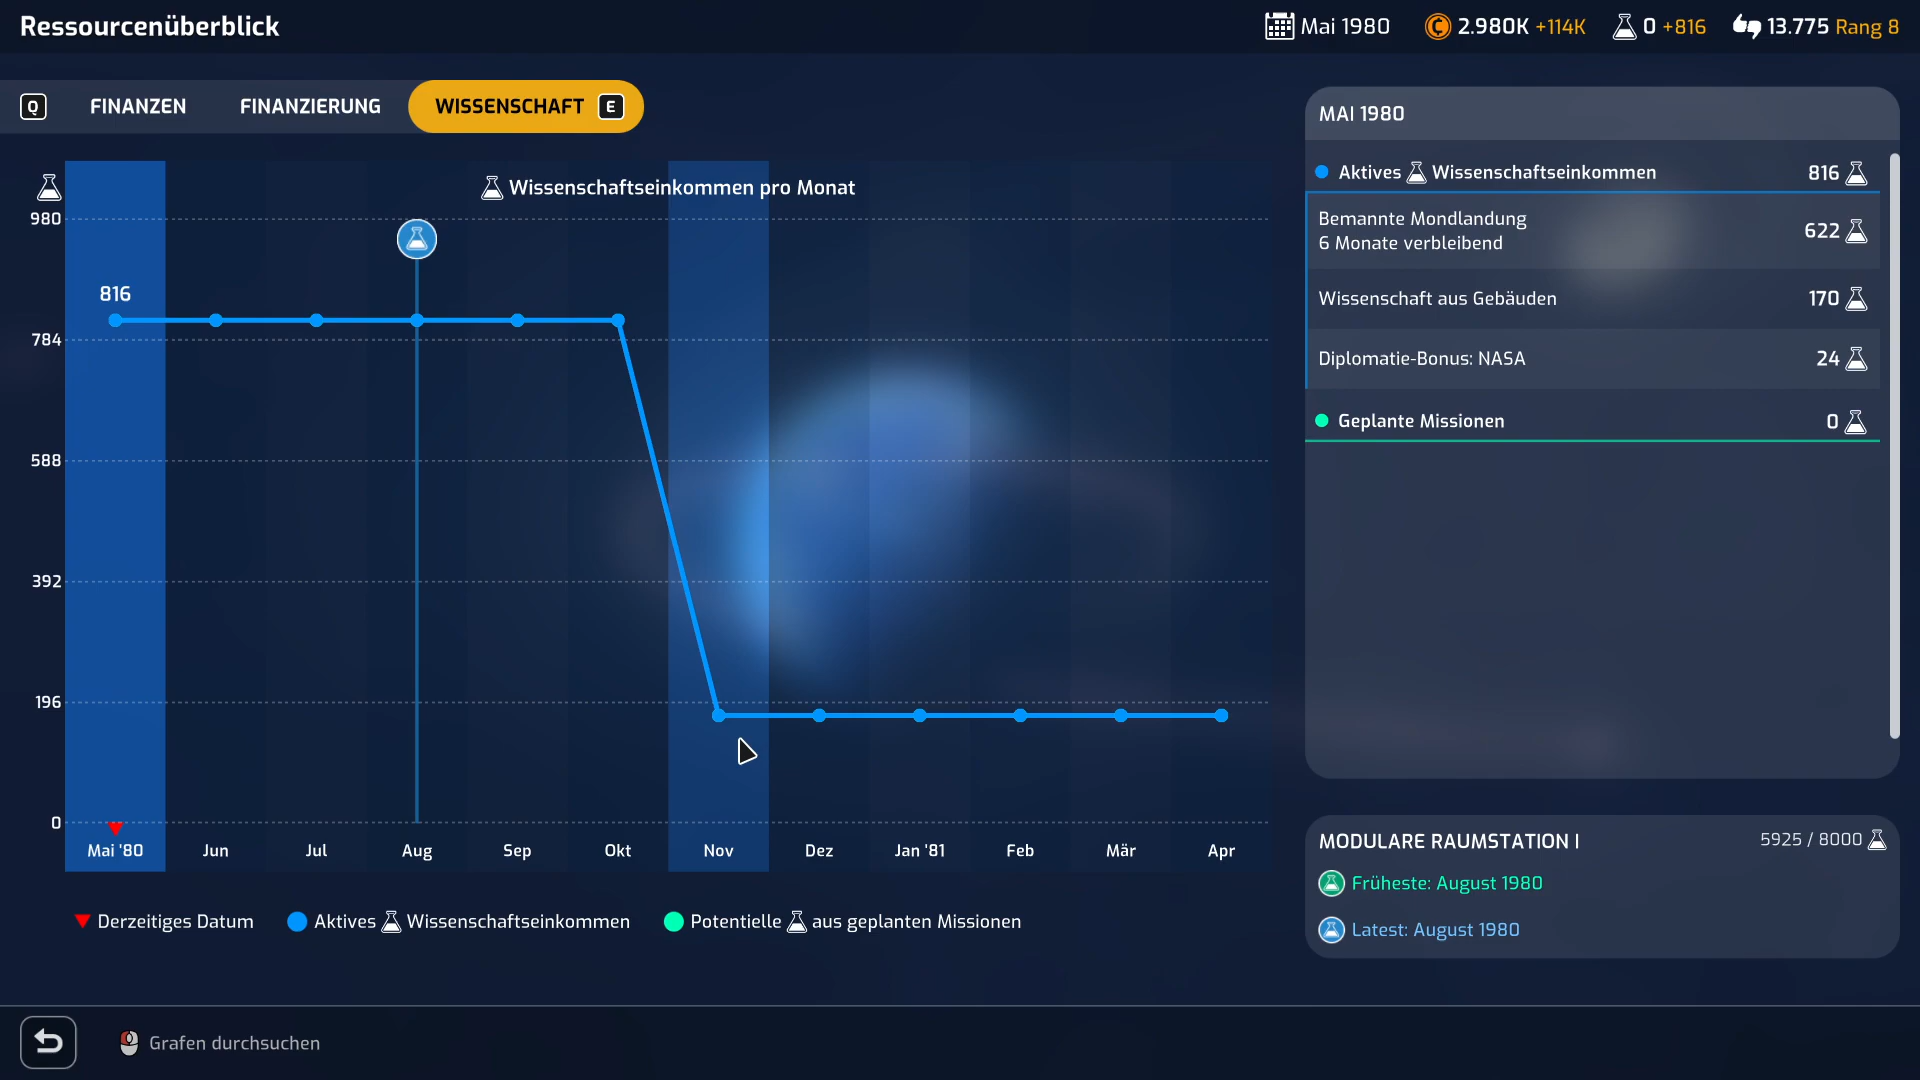 Ressourcenüberblick
Mai 1980
2.980K +114K
0 +816
13.775 Rang 8
Q
FINANZEN
FINANZIERUNG
WISSENSCHAFT
E
Wissenschaftseinkommen pro Monat
980
816
784
588
392
196
0
Mai '80
Jun
Jul
Aug
Sep
Okt
Nov
Dez
Jan '81
Feb
Mär
Apr
Derzeitiges Datum
Aktives Wissenschaftseinkommen
Potentielle aus geplanten Missionen
MAI 1980
Aktives Wissenschaftseinkommen 816
Bemannte Mondlandung
6 Monate verbleibend
622
Wissenschaft aus Gebäuden 170
Diplomatie-Bonus: NASA 24
Geplante Missionen 0
MODULARE RAUMSTATION I 5925 / 8000
Früheste: August 1980
Latest: August 1980
Grafen durchsuchen